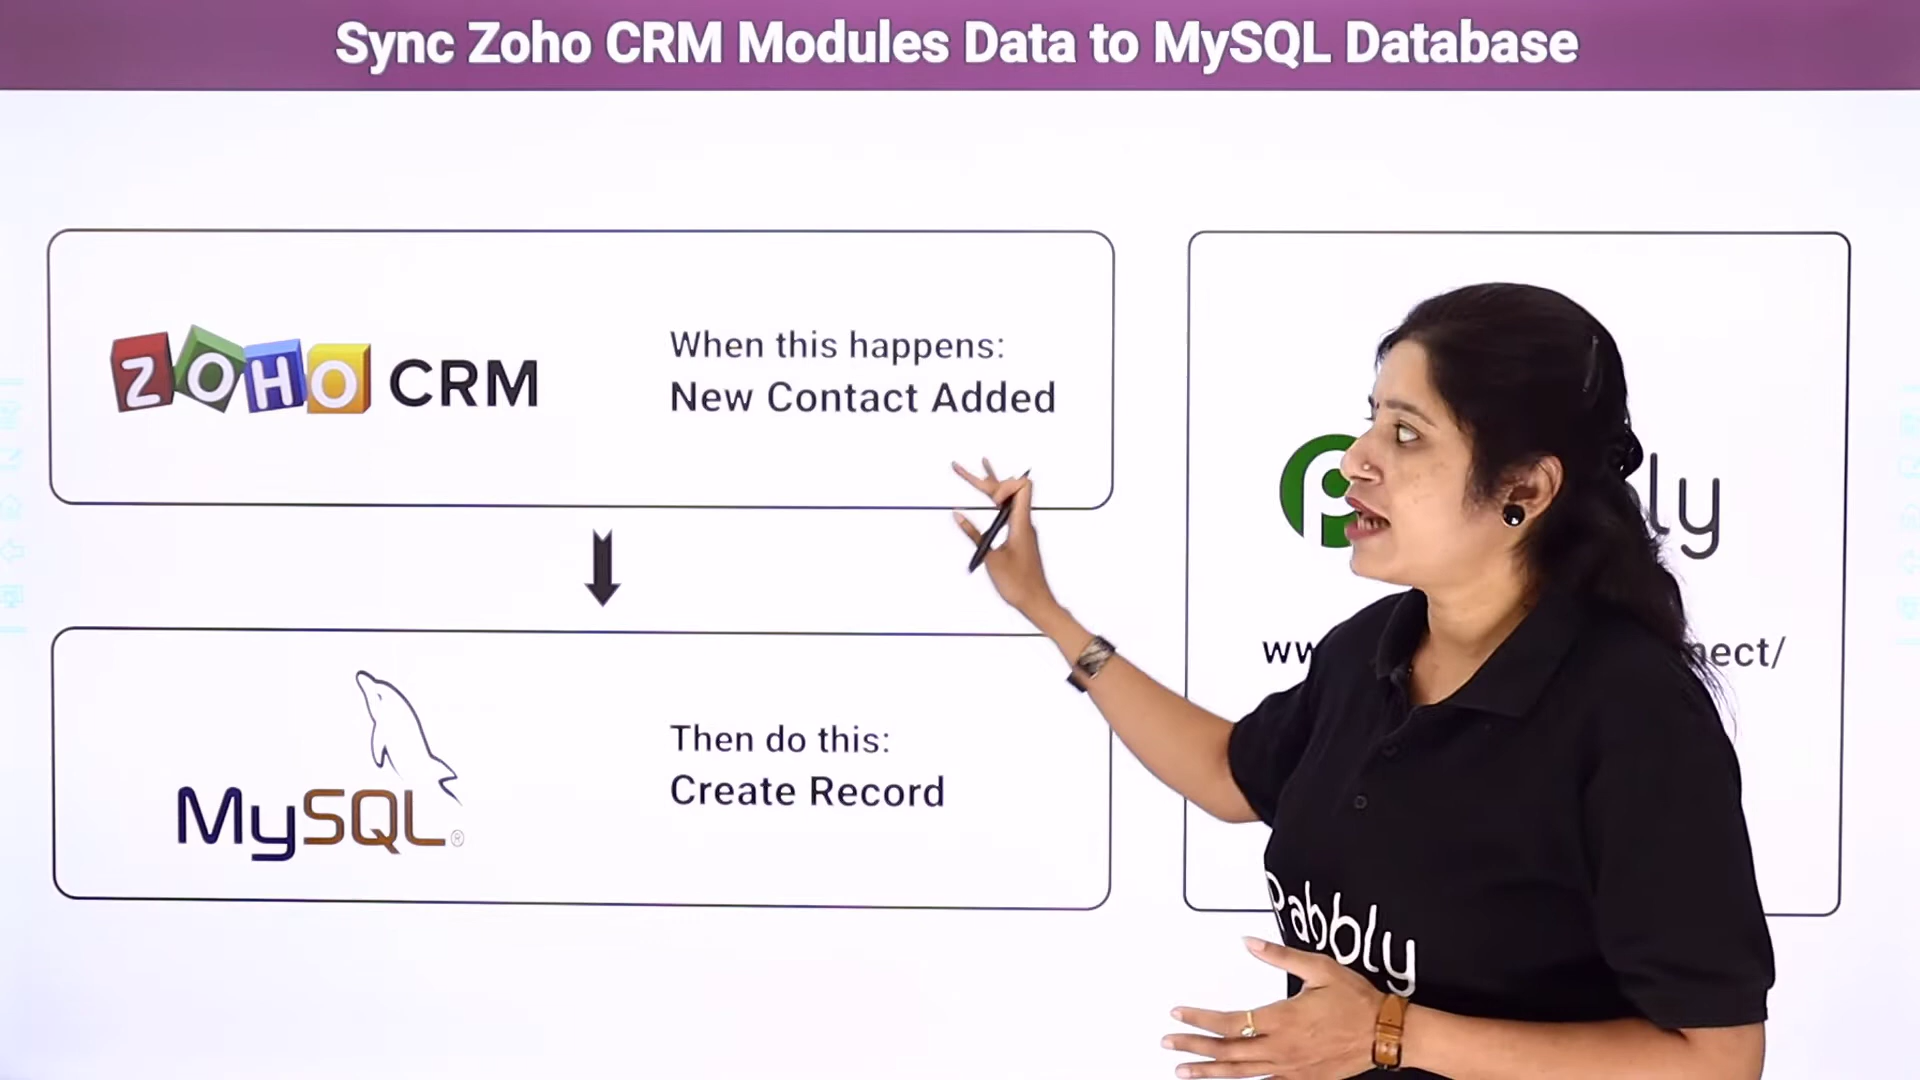 Sync Zoho CRM Modules Data to MySQL Database
ZOHO CRM
When this happens:
New Contact Added
MySQL®
Then do this:
Create Record
ly
Pabbly